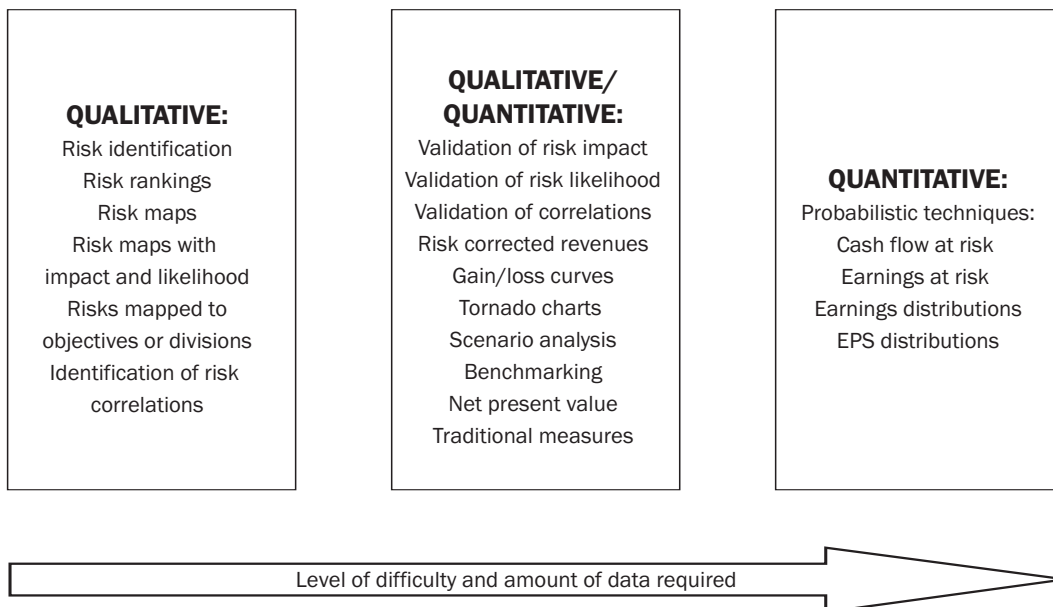 QUALITATIVE:
Risk identification
Risk rankings
Risk maps
Risk maps with
impact and likelihood
Risks mapped to
objectives or divisions
Identification of risk
correlations
QUALITATIVE/
QUANTITATIVE:
Validation of risk impact
Validation of risk likelihood
Validation of correlations
Risk corrected revenues
Gain/loss curves
Tornado charts
Scenario analysis
Benchmarking
Net present value
Traditional measures
QUANTITATIVE:
Probabilistic techniques:
Cash flow at risk
Earnings at risk
Earnings distributions
EPS distributions
Level of difficulty and amount of data required